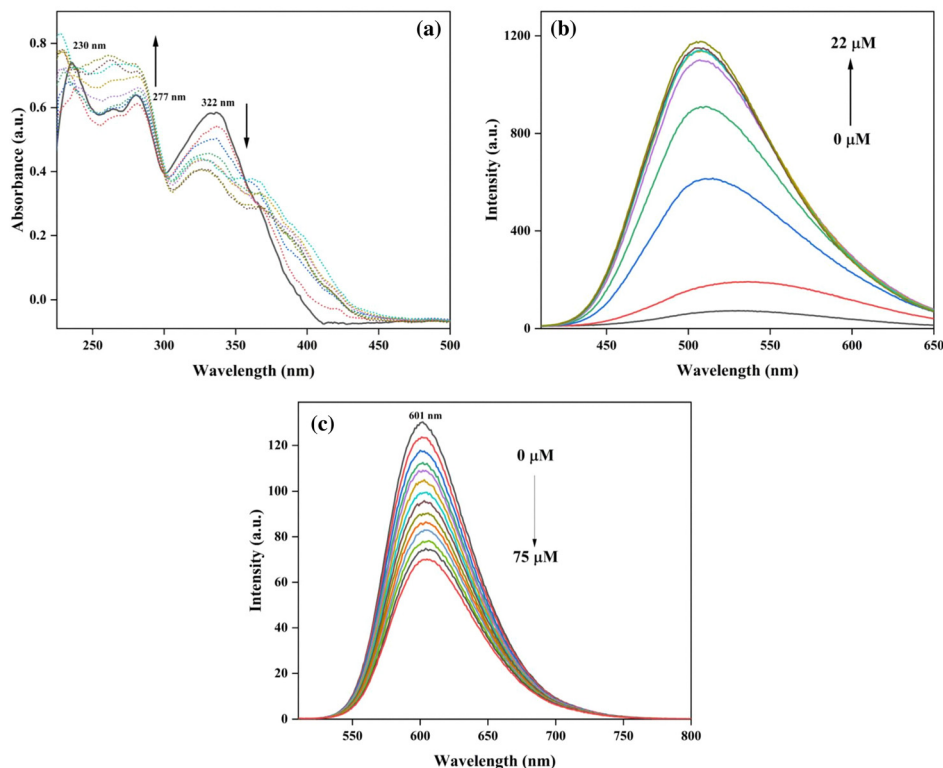 (a)
230 nm
277 nm
322 nm
0.8
0.6
0.4
0.2
0.0
Absorbance (a.u.)
250 300 350 400 450 500
Wavelength (nm)
(b)
22 μM
0 μM
1200
800
400
0
Intensity (a.u.)
450 500 550 600 650
Wavelength (nm)
(c)
601 nm
0 μM
75 μM
120
100
80
60
40
20
0
Intensity (a.u.)
550 600 650 700 750 800
Wavelength (nm)